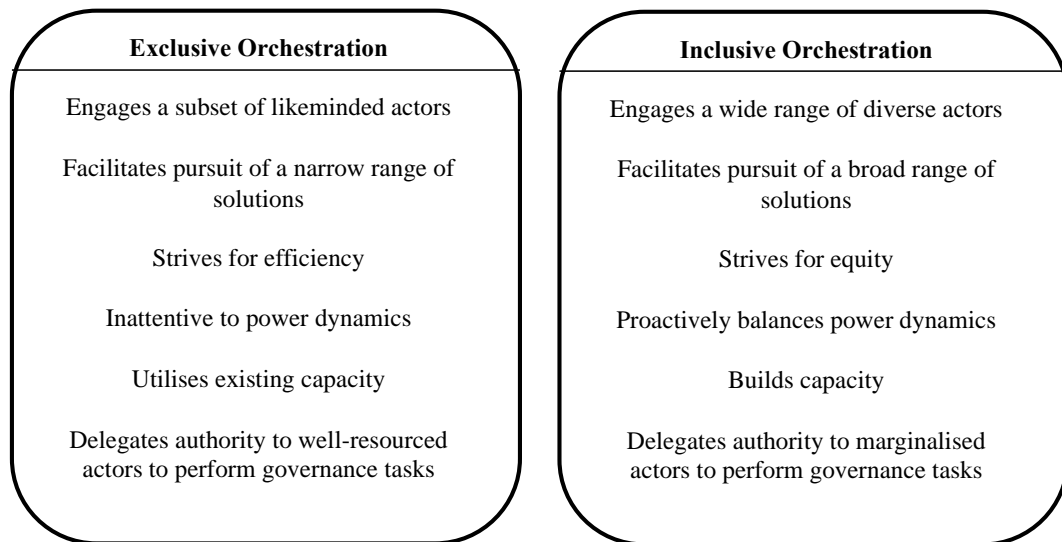 Exclusive Orchestration
Engages a subset of likeminded actors
Facilitates pursuit of a narrow range of
solutions
Strives for efficiency
Inattentive to power dynamics
Utilises existing capacity
Delegates authority to well-resourced
actors to perform governance tasks
Inclusive Orchestration
Engages a wide range of diverse actors
Facilitates pursuit of a broad range of
solutions
Strives for equity
Proactively balances power dynamics
Builds capacity
Delegates authority to marginalised
actors to perform governance tasks